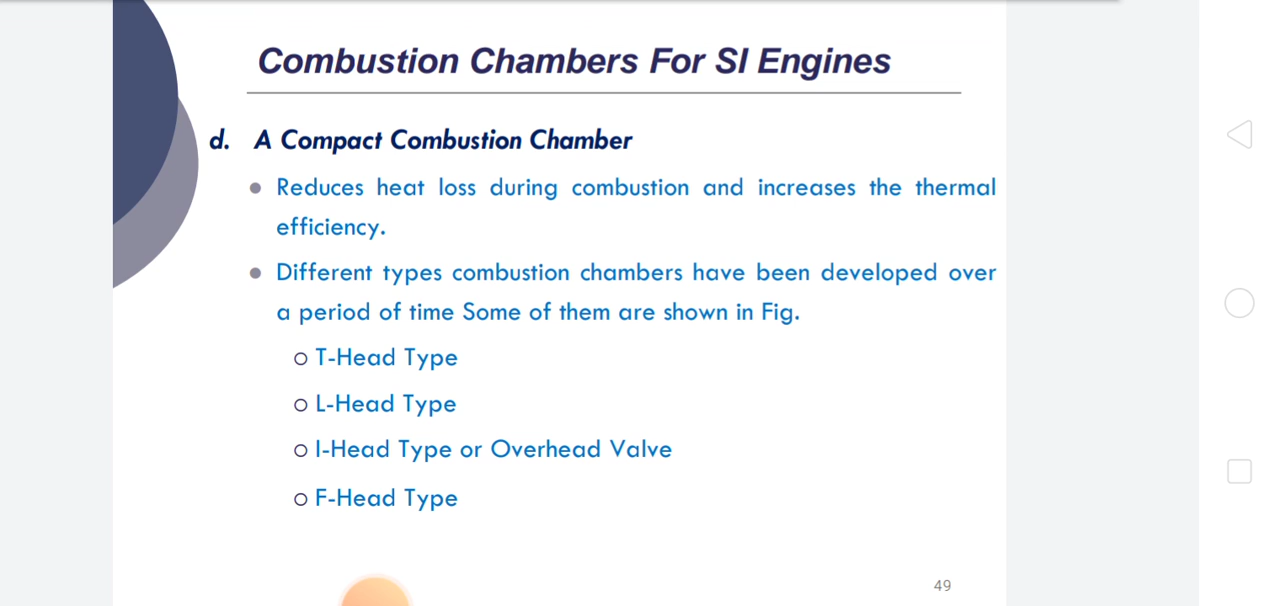 Combustion Chambers For SI Engines
d. A Compact Combustion Chamber
Reduces heat loss during combustion and increases the thermal
efficiency.
Different types combustion chambers have been developed over
a period of time Some of them are shown in Fig.
T-Head Type
L-Head Type
I-Head Type or Overhead Valve
F-Head Type
49